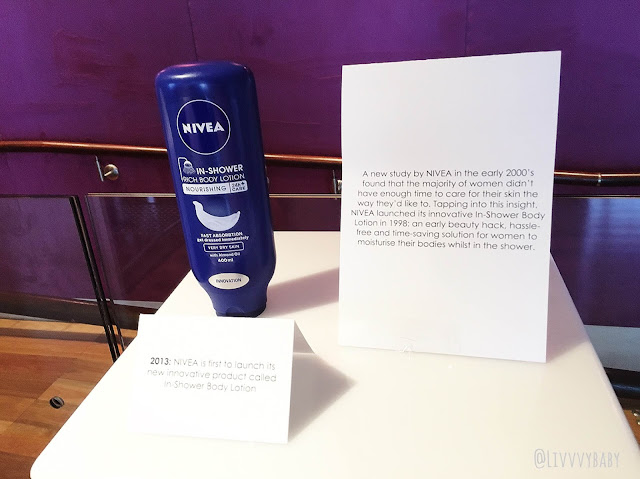 NIVEA
IN-SHOWER
RICH BODY LOTION
NOURISHING 24h+ CARE
FAST ABSORPTION
get dressed immediately
VERY DRY SKIN
with Almond Oil
400ml
INNOVATION
A new study by NIVEA in the early 2000's
found that the majority of women didn't
have enough time to care for their skin the
way they'd like to. Tapping into this insight,
NIVEA launched its innovative In-Shower Body
Lotion in 1998; an early beauty hack, hassle-
free and time-saving solution for women to
moisturise their bodies whilst in the shower.
2013: NIVEA is first to launch its
new innovative product called
In-Shower Body Lotion
@LIVVVYBABY